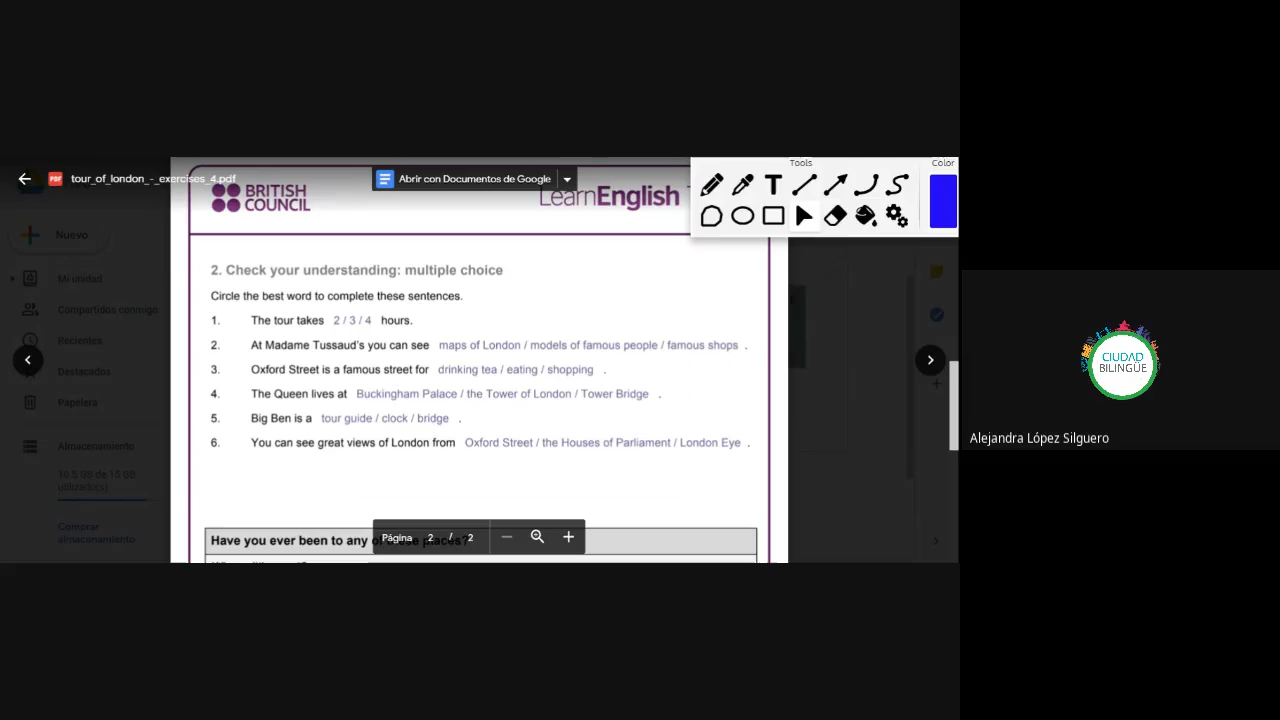 Tools
Color
tour_of_london_-_exercises_4.pdf
Abrir con Documentos de Google
BRITISH
COUNCIL
LearnEnglish
Nuevo
Mi unidad
Compartidos conmigo
Recientes
Destacados
Papelera
Almacenamiento
10.5 GB de 15 GB
utilizado(s)
Comprar
almacenamiento
2. Check your understanding: multiple choice
Circle the best word to complete these sentences.
1. The tour takes 2 / 3 / 4 hours.
2. At Madame Tussaud's you can see maps of London / models of famous people / famous shops .
3. Oxford Street is a famous street for drinking tea / eating / shopping .
4. The Queen lives at Buckingham Palace / the Tower of London / Tower Bridge .
5. Big Ben is a tour guide / clock / bridge .
6. You can see great views of London from Oxford Street / the Houses of Parliament / London Eye .
Have you ever been to any of these places?
Página 2 / 2
CIUDAD
BILINGÜE
Alejandra López Silguero